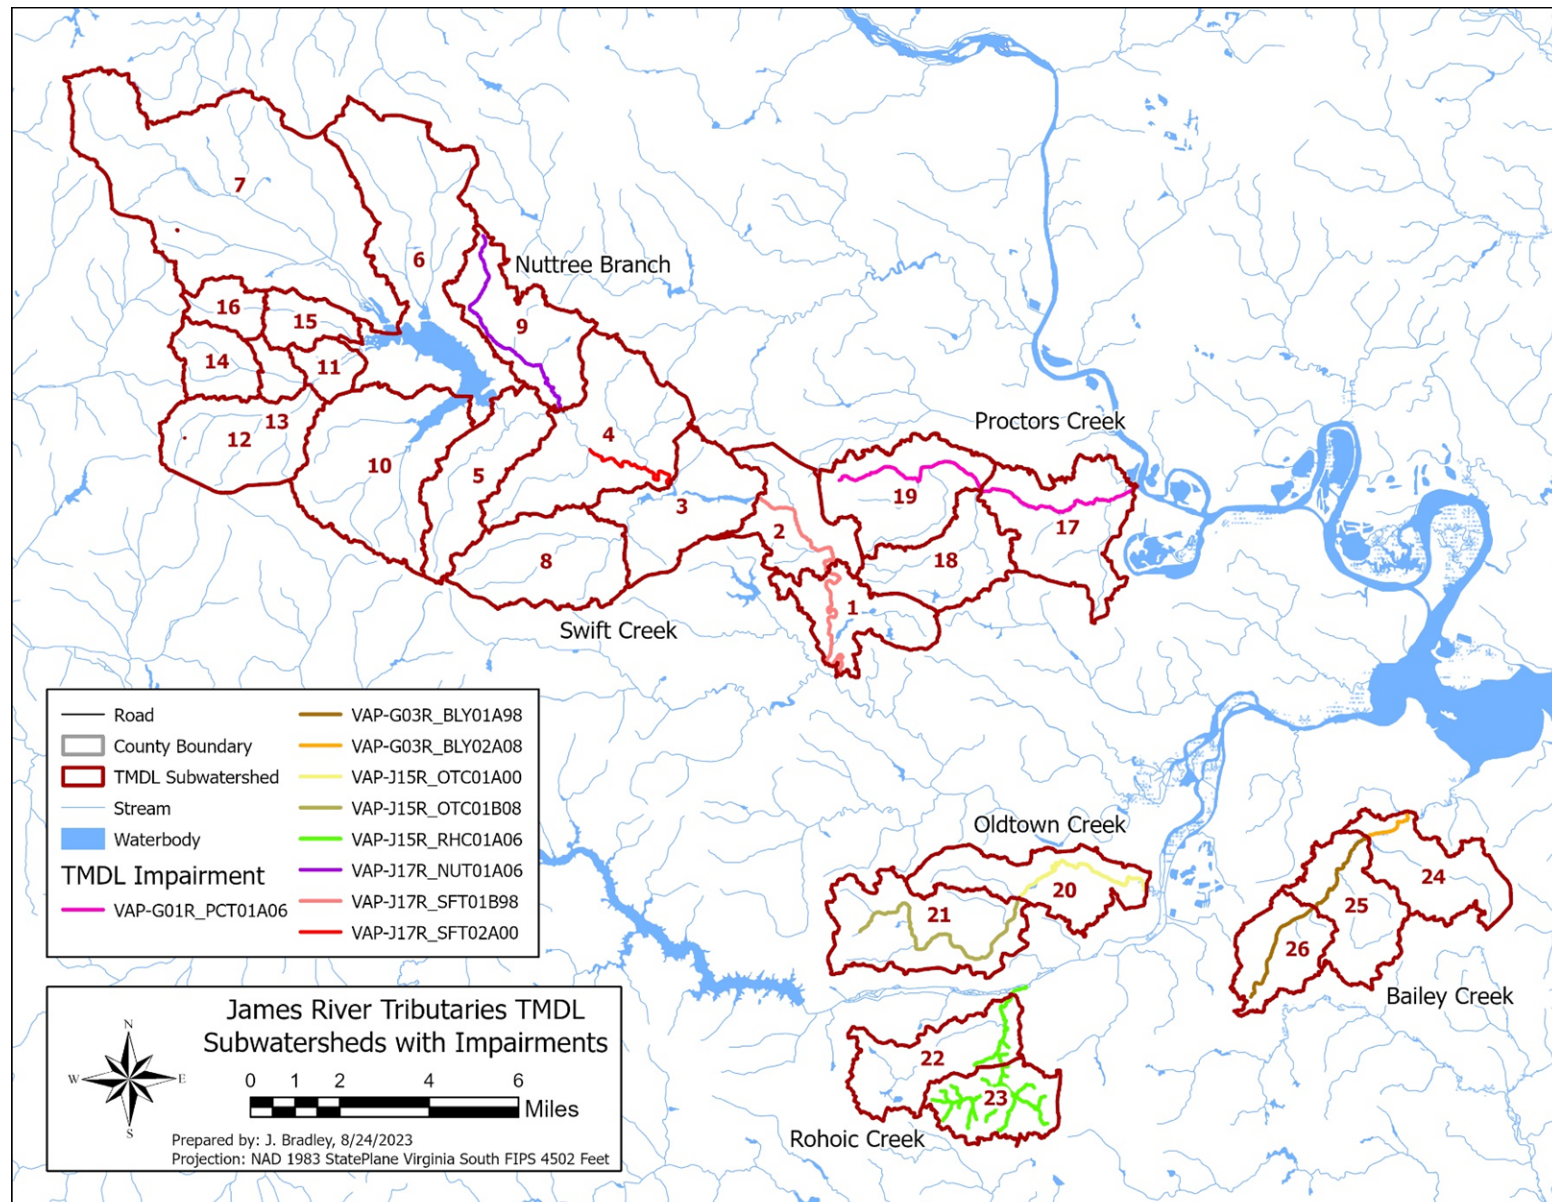 7
6
Nuttree Branch
16
15
9
14
11
13
12
4
10
5
Proctors Creek
3
19
2
17
8
18
1
Swift Creek
Road
County Boundary
TMDL Subwatershed
Stream
Waterbody
TMDL Impairment
VAP-G01R_PCT01A06
VAP-G03R_BLY01A98
VAP-G03R_BLY02A08
VAP-J15R_OTC01A00
VAP-J15R_OTC01B08
VAP-J15R_RHC01A06
VAP-J17R_NUT01A06
VAP-J17R_SFT01B98
VAP-J17R_SFT02A00
Oldtown Creek
20
21
24
25
26
Bailey Creek
22
23
Rohoic Creek
James River Tributaries TMDL
Subwatersheds with Impairments
N
W E
S
0 1 2 4 6
Miles
Prepared by: J. Bradley, 8/24/2023
Projection: NAD 1983 StatePlane Virginia South FIPS 4502 Feet